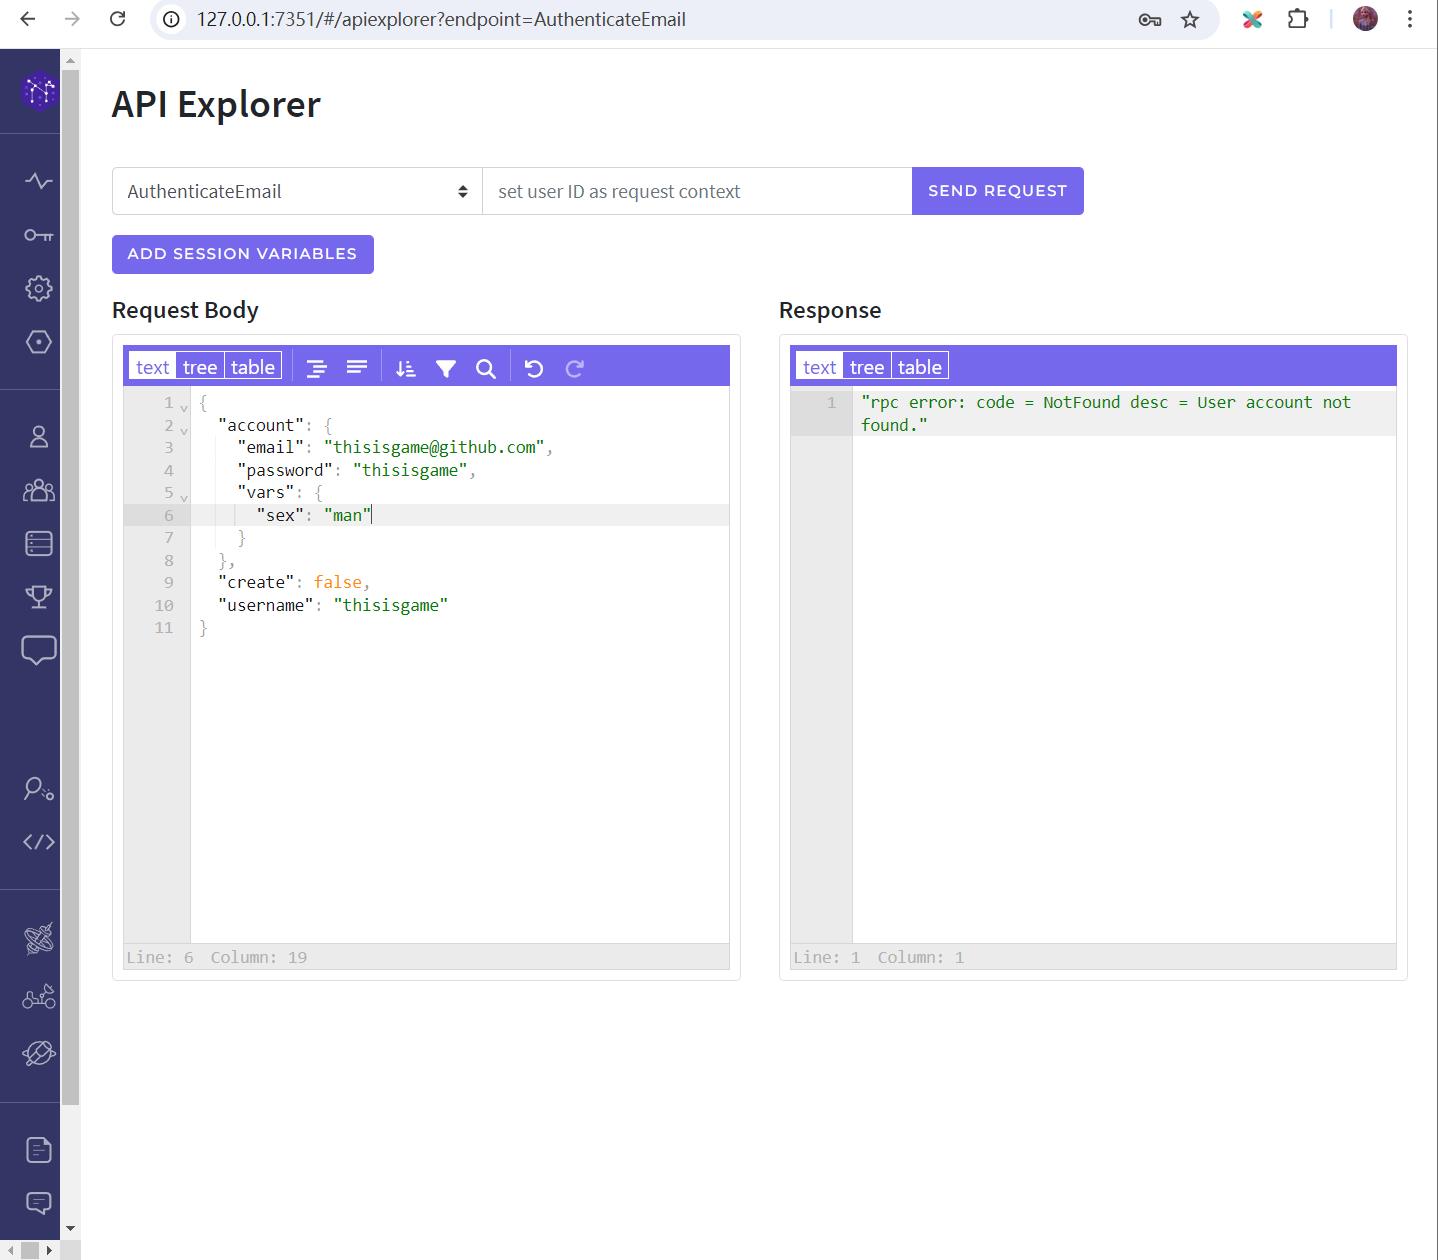 127.0.0.1:7351/#/apiexplorer?endpoint=AuthenticateEmail
API Explorer
AuthenticateEmail
set user ID as request context
SEND REQUEST
ADD SESSION VARIABLES
Request Body
text tree table
1 {
2 "account": {
3 "email": "thisisgame@github.com",
4 "password": "thisisgame",
5 "vars": {
6 "sex": "man"
7 }
8 },
9 "create": false,
10 "username": "thisisgame"
11 }
Line: 6 Column: 19
Response
text tree table
1 "rpc error: code = NotFound desc = User account not
found."
Line: 1 Column: 1